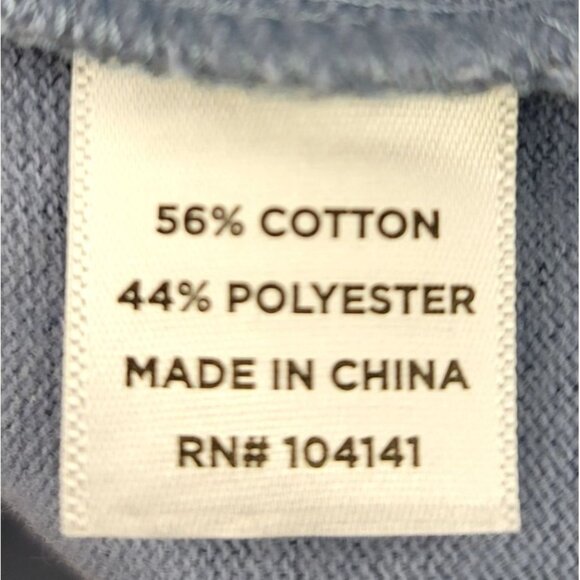 56% COTTON
44% POLYESTER
MADE IN CHINA
RN# 104141